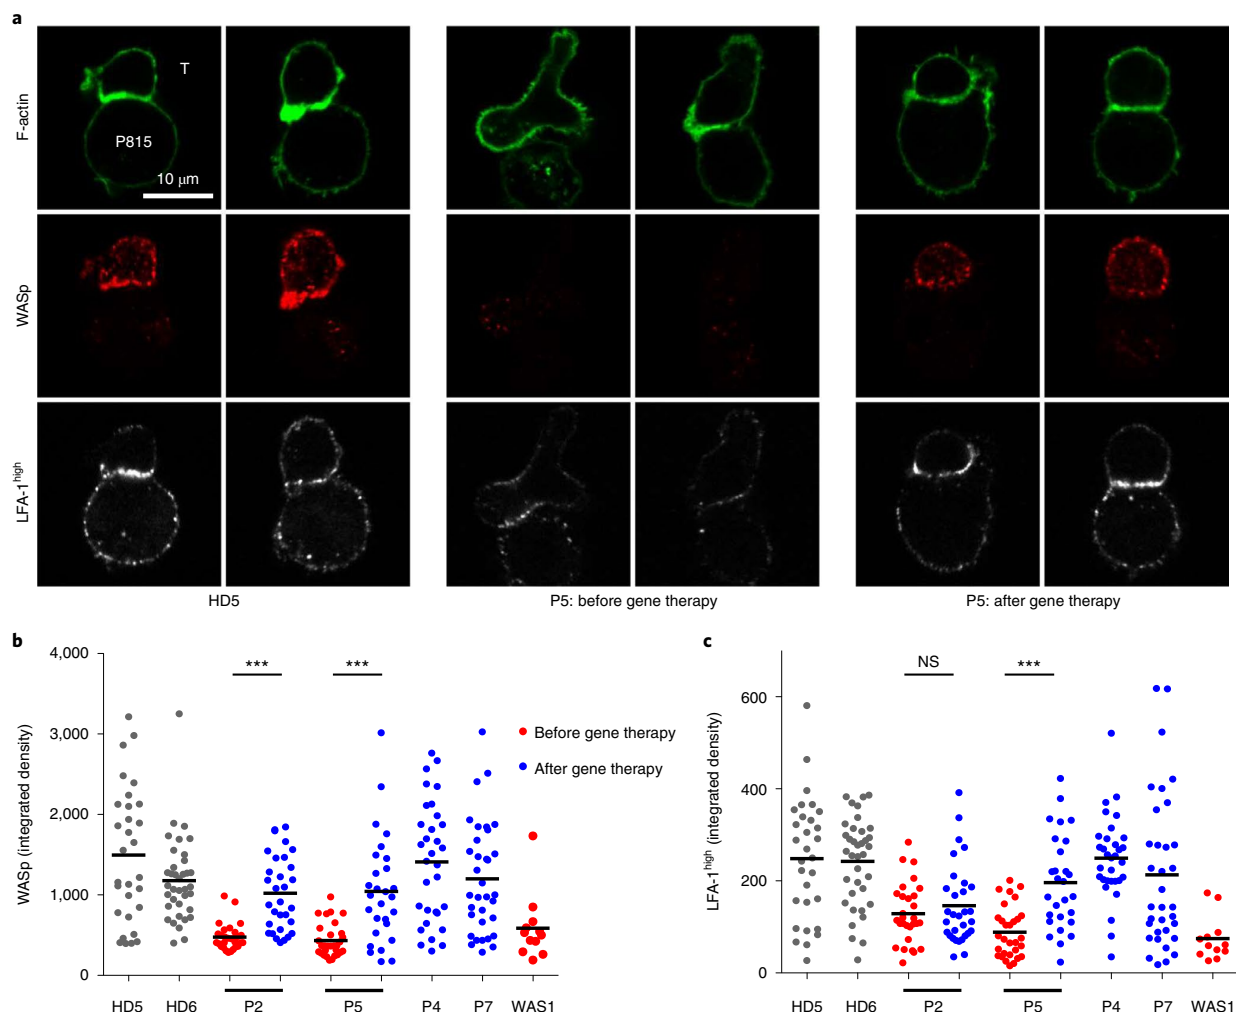 a
F-actin
T
P815
10 μm
WASp
LFA-1high
HD5
P5: before gene therapy
P5: after gene therapy
b
WASp (integrated density)
4,000
3,000
2,000
1,000
0
***
***
Before gene therapy
After gene therapy
HD5 HD6 P2 P5 P4 P7 WAS1
c
LFA-1high (integrated density)
600
400
200
0
NS
***
HD5 HD6 P2 P5 P4 P7 WAS1